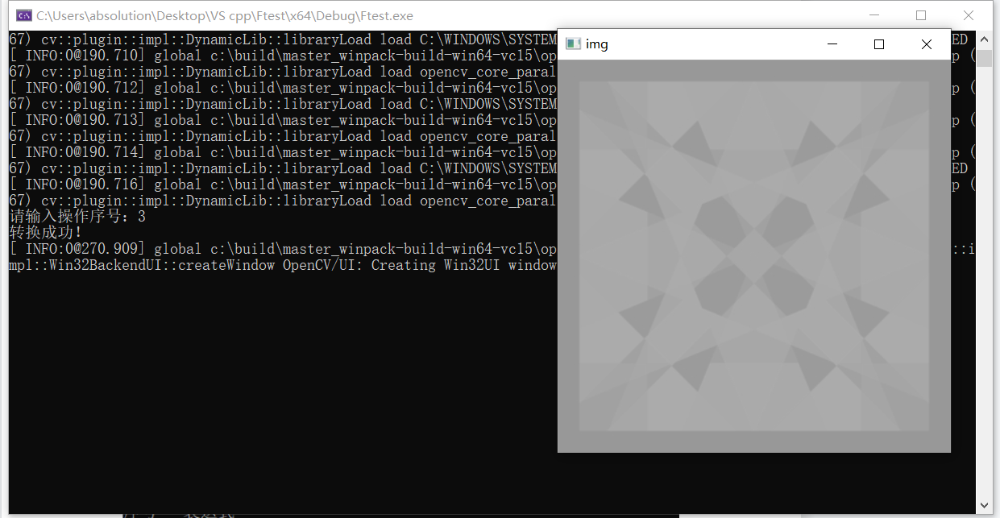 C:\Users\absolution\Desktop\VS cpp\Ftest\x64\Debug\Ftest.exe
img
67) cv::plugin::impl::DynamicLib::libraryLoad load C:\WINDOWS\SYSTEM ED
[ INFO:0@190.710] global c:\build\master_winpack-build-win64-vc15\op p (
67) cv::plugin::impl::DynamicLib::libraryLoad load opencv_core_paral
[ INFO:0@190.712] global c:\build\master_winpack-build-win64-vc15\op p (
67) cv::plugin::impl::DynamicLib::libraryLoad load C:\WINDOWS\SYSTEM
[ INFO:0@190.713] global c:\build\master_winpack-build-win64-vc15\op p (
67) cv::plugin::impl::DynamicLib::libraryLoad load opencv_core_paral
[ INFO:0@190.714] global c:\build\master_winpack-build-win64-vc15\op p (
67) cv::plugin::impl::DynamicLib::libraryLoad load C:\WINDOWS\SYSTEM ED
[ INFO:0@190.716] global c:\build\master_winpack-build-win64-vc15\op p (
67) cv::plugin::impl::DynamicLib::libraryLoad load opencv_core_paral
请输入操作序号：3
转换成功！
[ INFO:0@270.909] global c:\build\master_winpack-build-win64-vc15\op ::i
mpl::Win32BackendUI::createWindow OpenCV/UI: Creating Win32UI window